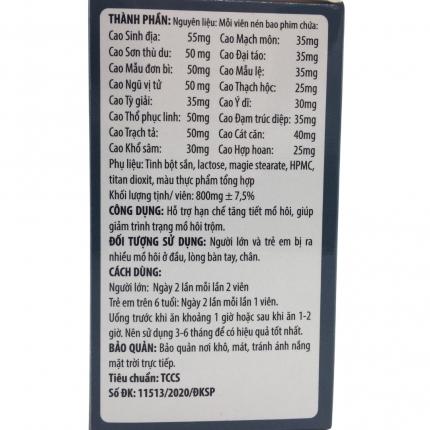 THÀNH PHẦN: Nguyên liệu: Mỗi viên nén bao phim chứa:
Cao Sinh địa: 55mg Cao Mạch môn: 35mg
Cao Sơn thù du: 50 mg Cao Đại táo: 35mg
Cao Mẫu đơn bì: 50mg Cao Mẫu lệ: 35mg
Cao Ngũ vị tử 50 mg Cao Thạch hộc: 25mg
Cao Tỳ giải: 35mg Cao Ý dĩ: 30mg
Cao Thổ phục linh: 50mg Cao Đạm trúc diệp: 35mg
Cao Trạch tả: 50mg Cao Cát căn: 40mg
Cao Khổ sâm: 30mg Cao Hợp hoan: 25mg
Phụ liệu: Tinh bột sắn, lactose, magie stearate, HPMC,
titan dioxit, màu thực phẩm tổng hợp
Khối lượng tịnh/ viên: 800mg ± 7,5%
CÔNG DỤNG: Hỗ trợ hạn chế tăng tiết mồ hôi, giúp
giảm trình trạng mồ hôi trộm.
ĐỐI TƯỢNG SỬ DỤNG: Người lớn và trẻ em bị ra
nhiều mồ hôi ở đầu, lòng bàn tay, chân.
CÁCH DÙNG:
Người lớn: Ngày 2 lần mỗi lần 2 viên
Trẻ em trên 6 tuổi: Ngày 2 lần mỗi lần 1 viên.
Uống trước khi ăn khoảng 1 giờ hoặc sau khi ăn 1-2
giờ. Nên sử dụng 3-6 tháng để có hiệu quả tốt nhất.
BẢO QUẢN: Bảo quản nơi khô, mát, tránh ánh nắng
mặt trời trực tiếp.
Tiêu chuẩn: TCCS
Số ĐK: 11513/2020/ĐKSP